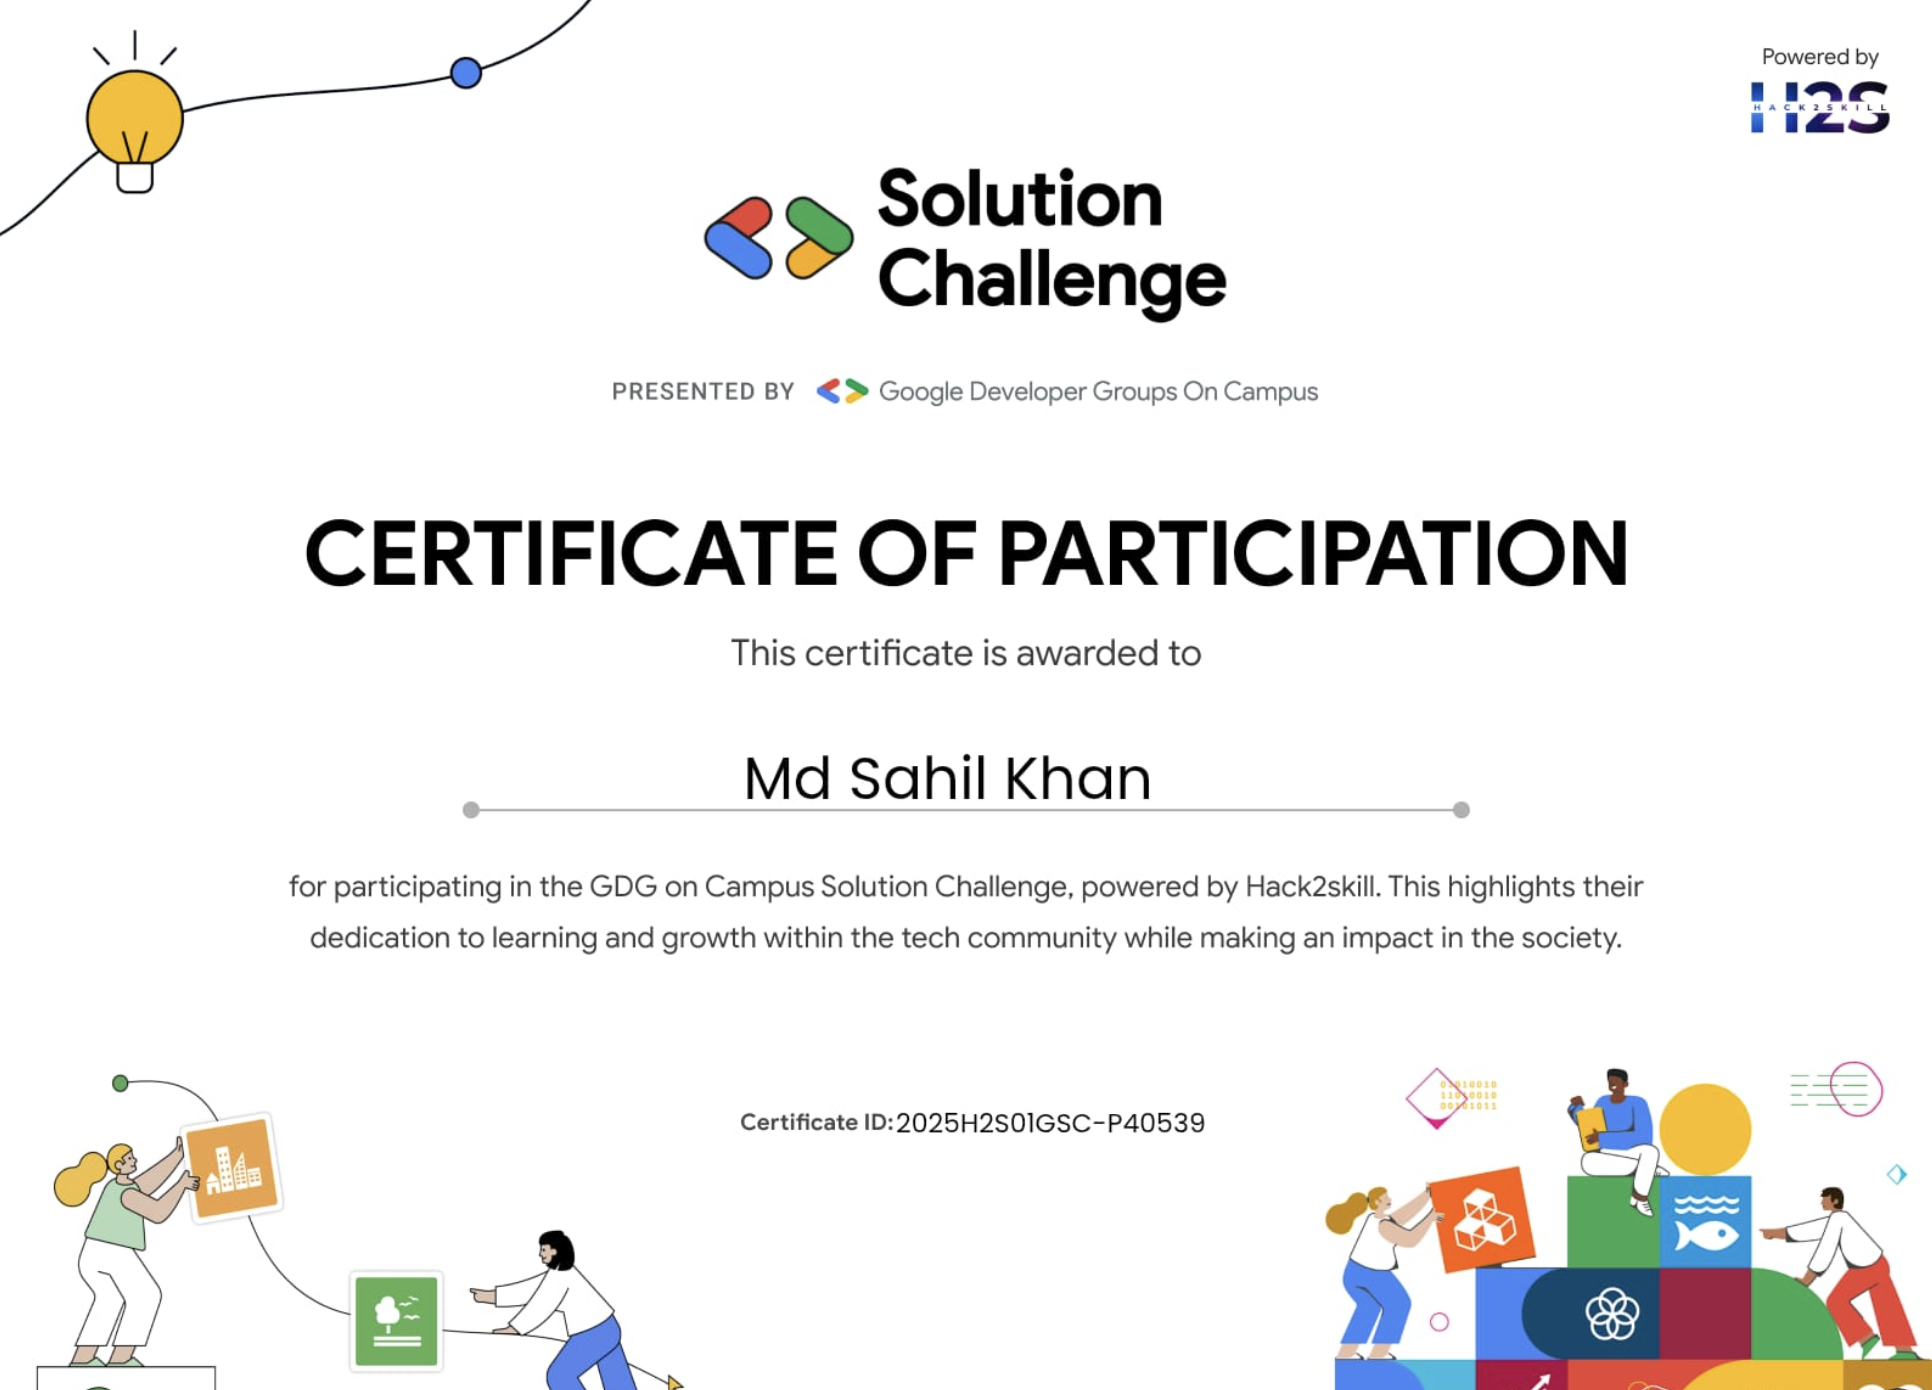 Powered by
H2S
HACK2SKILL
Solution
Challenge
PRESENTED BY Google Developer Groups On Campus
CERTIFICATE OF PARTICIPATION
This certificate is awarded to
Md Sahil Khan
for participating in the GDG on Campus Solution Challenge, powered by Hack2skill. This highlights their
dedication to learning and growth within the tech community while making an impact in the society.
Certificate ID: 2025H2S01GSC-P40539
01010010
11010010
00101011